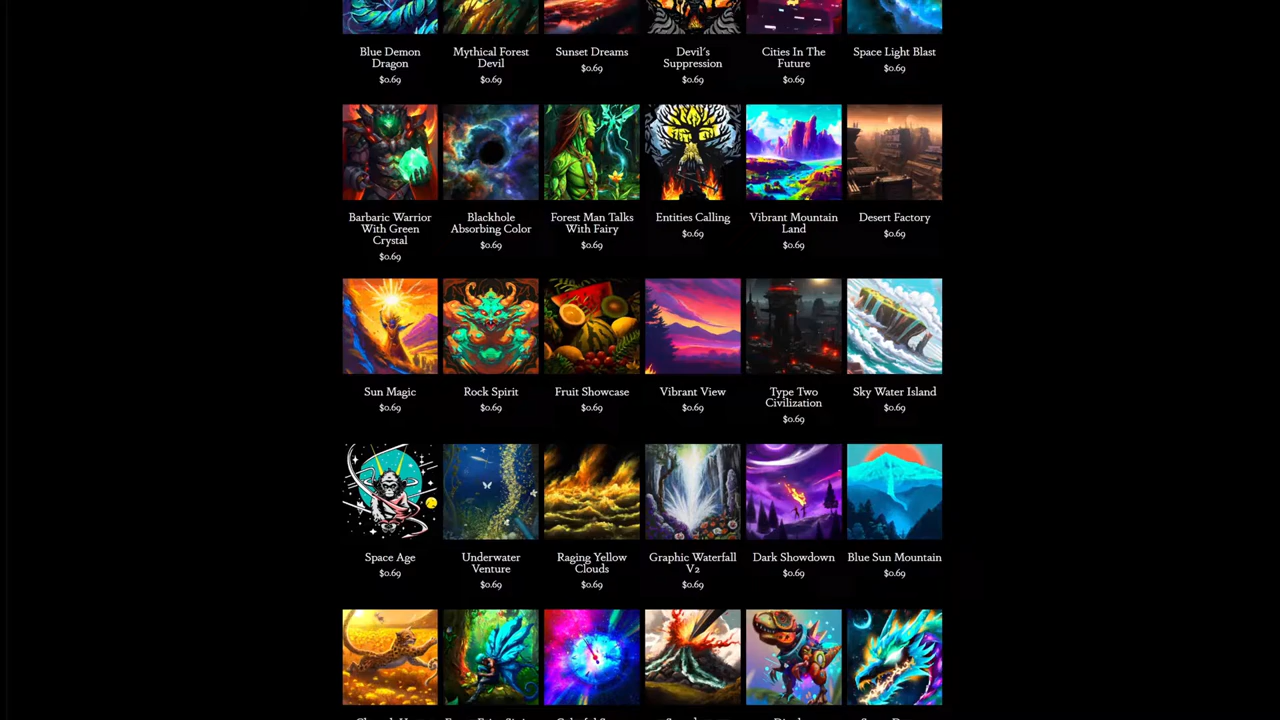 Blue Demon
Dragon
$0.69
Mythical Forest
Devil
$0.69
Sunset Dreams
$0.69
Devil's
Suppression
$0.69
Cities In The
Future
$0.69
Space Light Blast
$0.69
Barbaric Warrior
With Green
Crystal
$0.69
Blackhole
Absorbing Color
$0.69
Forest Man Talks
With Fairy
$0.69
Entities Calling
$0.69
Vibrant Mountain
Land
$0.69
Desert Factory
$0.69
Sun Magic
$0.69
Rock Spirit
$0.69
Fruit Showcase
$0.69
Vibrant View
$0.69
Type Two
Civilization
$0.69
Sky Water Island
$0.69
Space Age
$0.69
Underwater
Venture
$0.69
Raging Yellow
Clouds
$0.69
Graphic Waterfall
V2
$0.69
Dark Showdown
$0.69
Blue Sun Mountain
$0.69